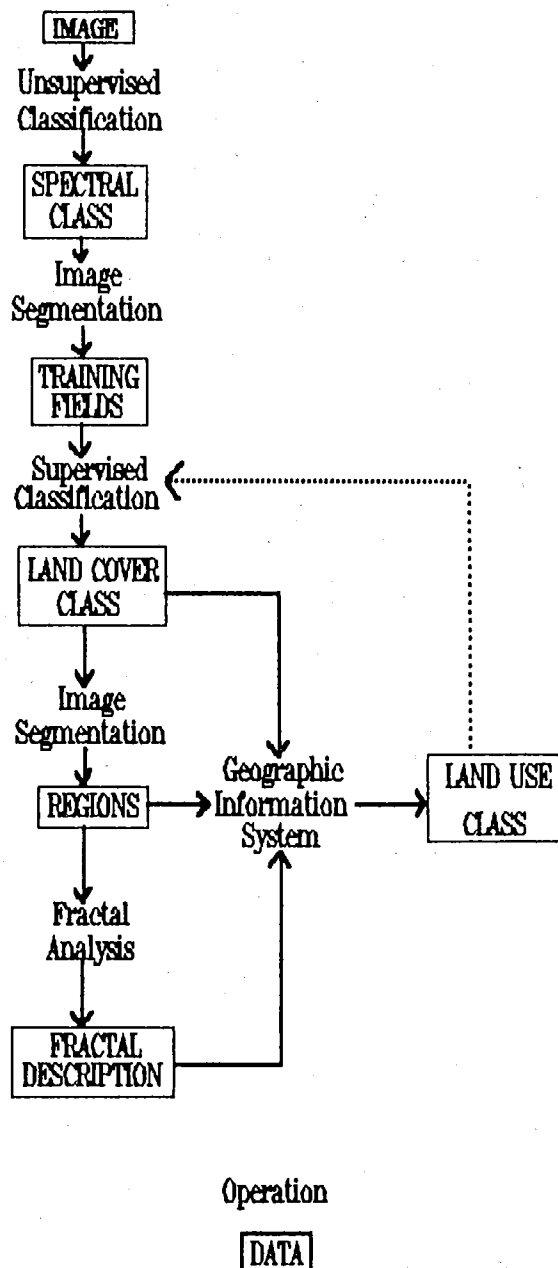 IMAGE
Unsupervised
Classification
SPECTRAL
CLASS
Image
Segmentation
TRAINING
FIELDS
Supervised
Classification
LAND COVER
CLASS
Image
Segmentation
REGIONS
Geographic
Information
System
LAND USE
CLASS
Fractal
Analysis
FRACTAL
DESCRIPTION
Operation
DATA